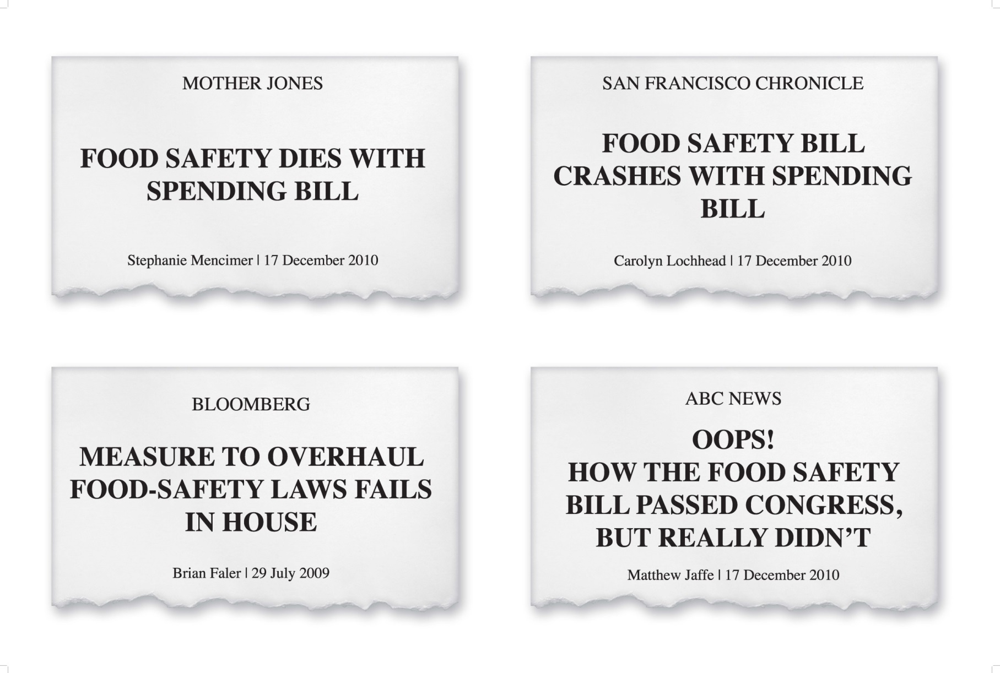 MOTHER JONES
FOOD SAFETY DIES WITH
SPENDING BILL
Stephanie Mencimer | 17 December 2010
SAN FRANCISCO CHRONICLE
FOOD SAFETY BILL
CRASHES WITH SPENDING
BILL
Carolyn Lochhead | 17 December 2010
BLOOMBERG
MEASURE TO OVERHAUL
FOOD-SAFETY LAWS FAILS
IN HOUSE
Brian Faler | 29 July 2009
ABC NEWS
OOPS!
HOW THE FOOD SAFETY
BILL PASSED CONGRESS,
BUT REALLY DIDN’T
Matthew Jaffe | 17 December 2010